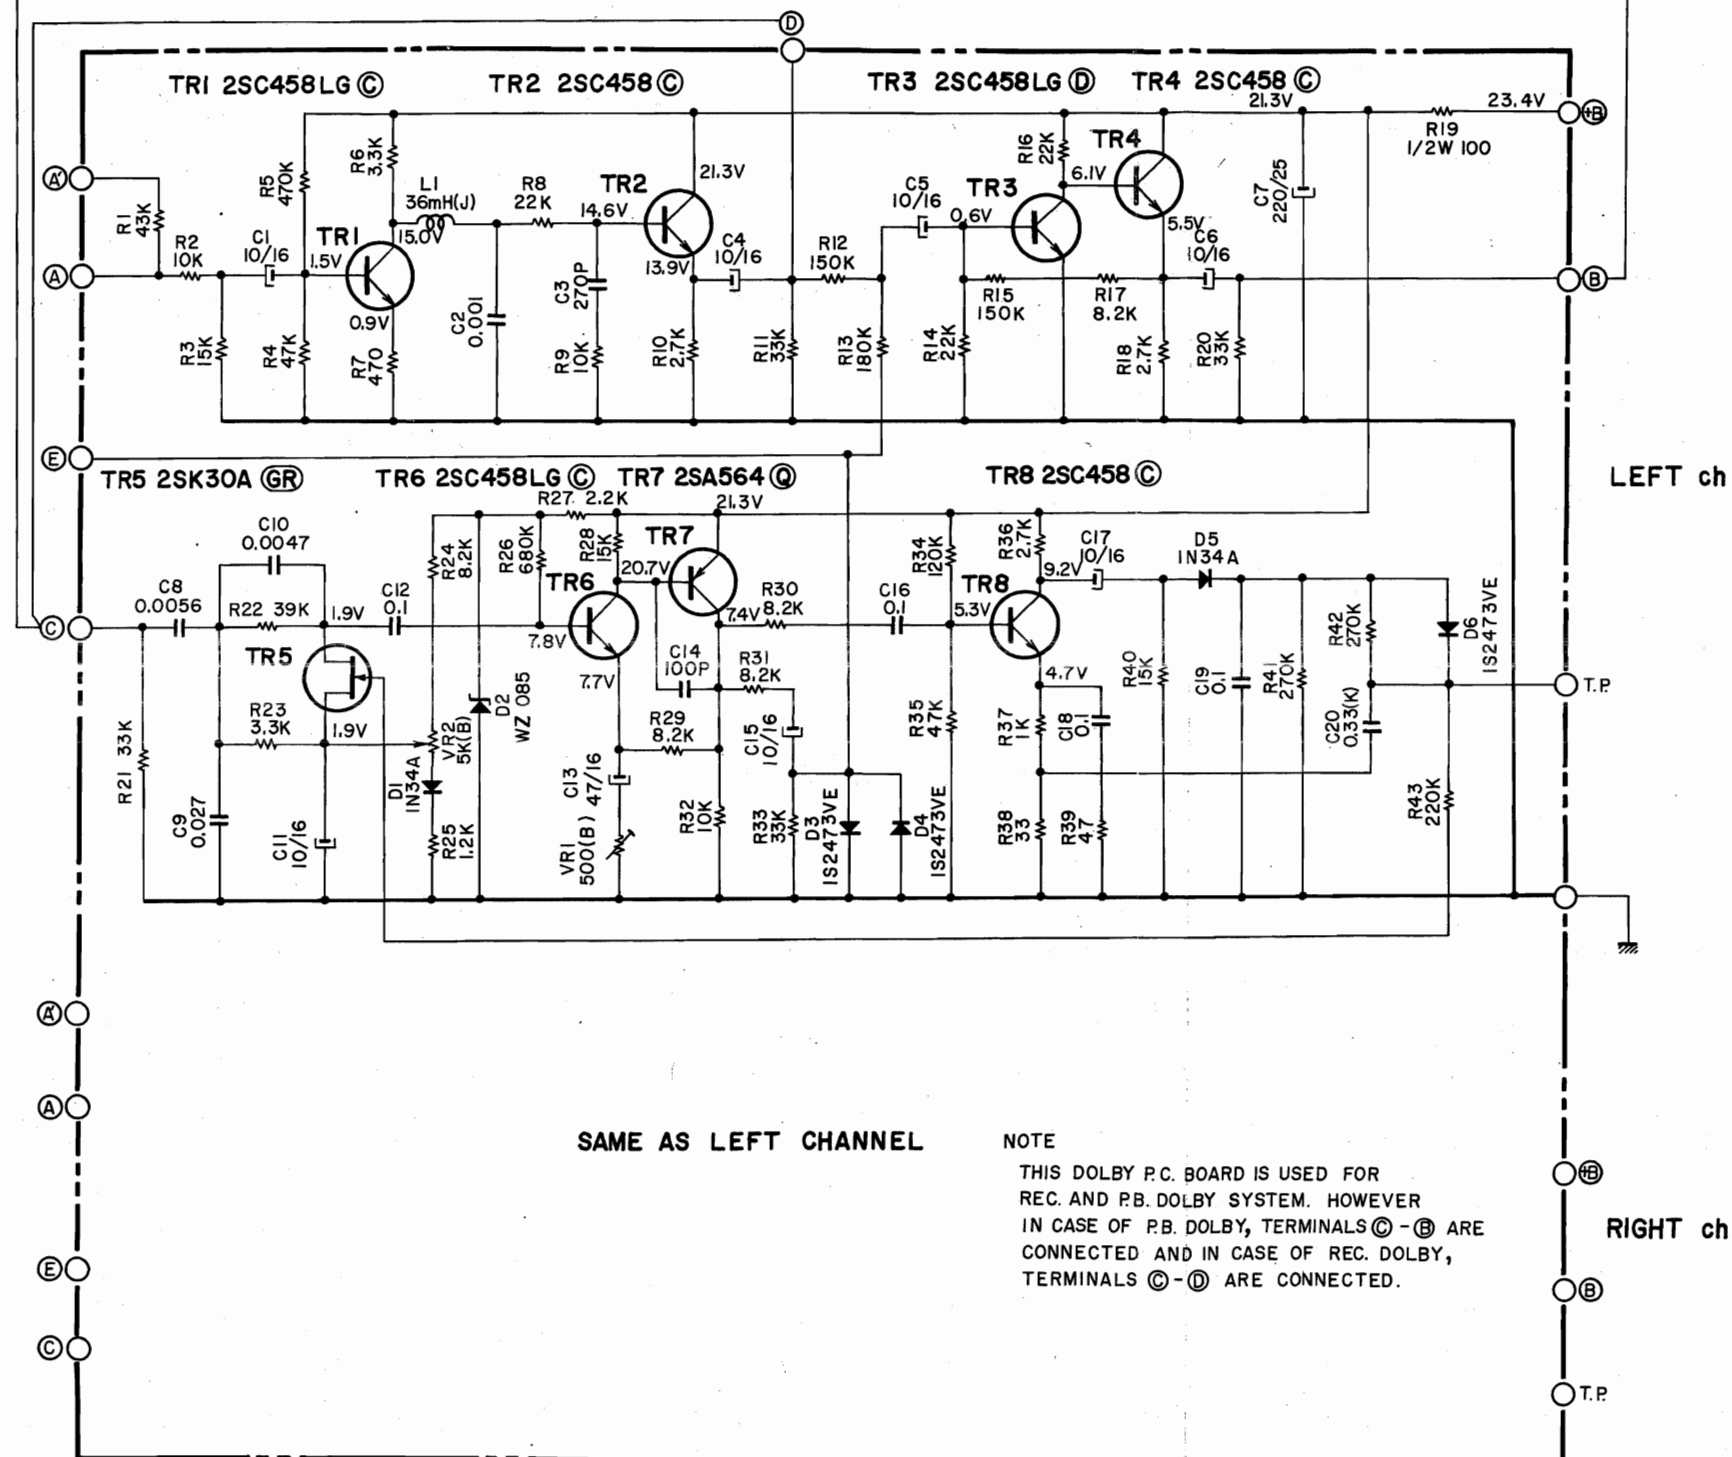 D
TR1 2SC458LG C
TR2 2SC458 C
TR3 2SC458LG D
TR4 2SC458 C
21.3V
23.4V
+B
R19
1/2W 100
A'
R1
43K
R5
470K
R6
3.3K
L1
36mH(J)
R8
22K
TR2
21.3V
14.6V
C5
10/16
R16
22K
TR4
TR3
6.1V
C7
220/25
0.6V
5.5V
R2
10K
C1
10/16
TR1
15.0V
1.5V
13.9V
C4
10/16
R12
150K
C6
10/16
A
B
R15
150K
R17
8.2K
0.9V
C2
0.001
C3
270P
R3
15K
R4
47K
R7
470
R9
10K
R10
2.7K
R11
33K
R13
180K
R14
22K
R18
2.7K
R20
33K
E
LEFT ch
TR5 2SK30A GR
TR6 2SC458LG C
TR7 2SA564 Q
TR8 2SC458 C
R27 2.2K
21.3V
C10
0.0047
R24
8.2K
R26
680K
R28
15K
TR7
20.7V
R34
120K
R36
2.7K
C17
10/16
9.2V
D5
1N34A
1S2473VE
D6
C8
0.0056
R22 39K
1.9V
C12
0.1
TR6
7.4V
R30
8.2K
C16
0.1
TR8
5.3V
C
7.8V
R42
270K
TR5
7.7V
C14
100P
R31
8.2K
4.7V
R40
15K
C19
0.1
R41
270K
T.P.
R23
3.3K
1.9V
VR2
5K(B)
D2
WZ 085
R29
8.2K
C15
10/16
R35
47K
R37
1K
C18
0.1
C20
0.33(K)
R21 33K
C9
0.027
C11
10/16
D1
1N34A
R25
1.2K
C13
47/16
VR1
500(B)
R32
10K
R33
33K
D3
1S2473VE
D4
1S2473VE
R38
33
R39
47
R43
220K
A'
A
SAME AS LEFT CHANNEL
NOTE
THIS DOLBY P.C. BOARD IS USED FOR
REC. AND P.B. DOLBY SYSTEM. HOWEVER
IN CASE OF P.B. DOLBY, TERMINALS C - B ARE
CONNECTED AND IN CASE OF REC. DOLBY,
TERMINALS C - D ARE CONNECTED.
+B
RIGHT ch
E
B
C
T.P.